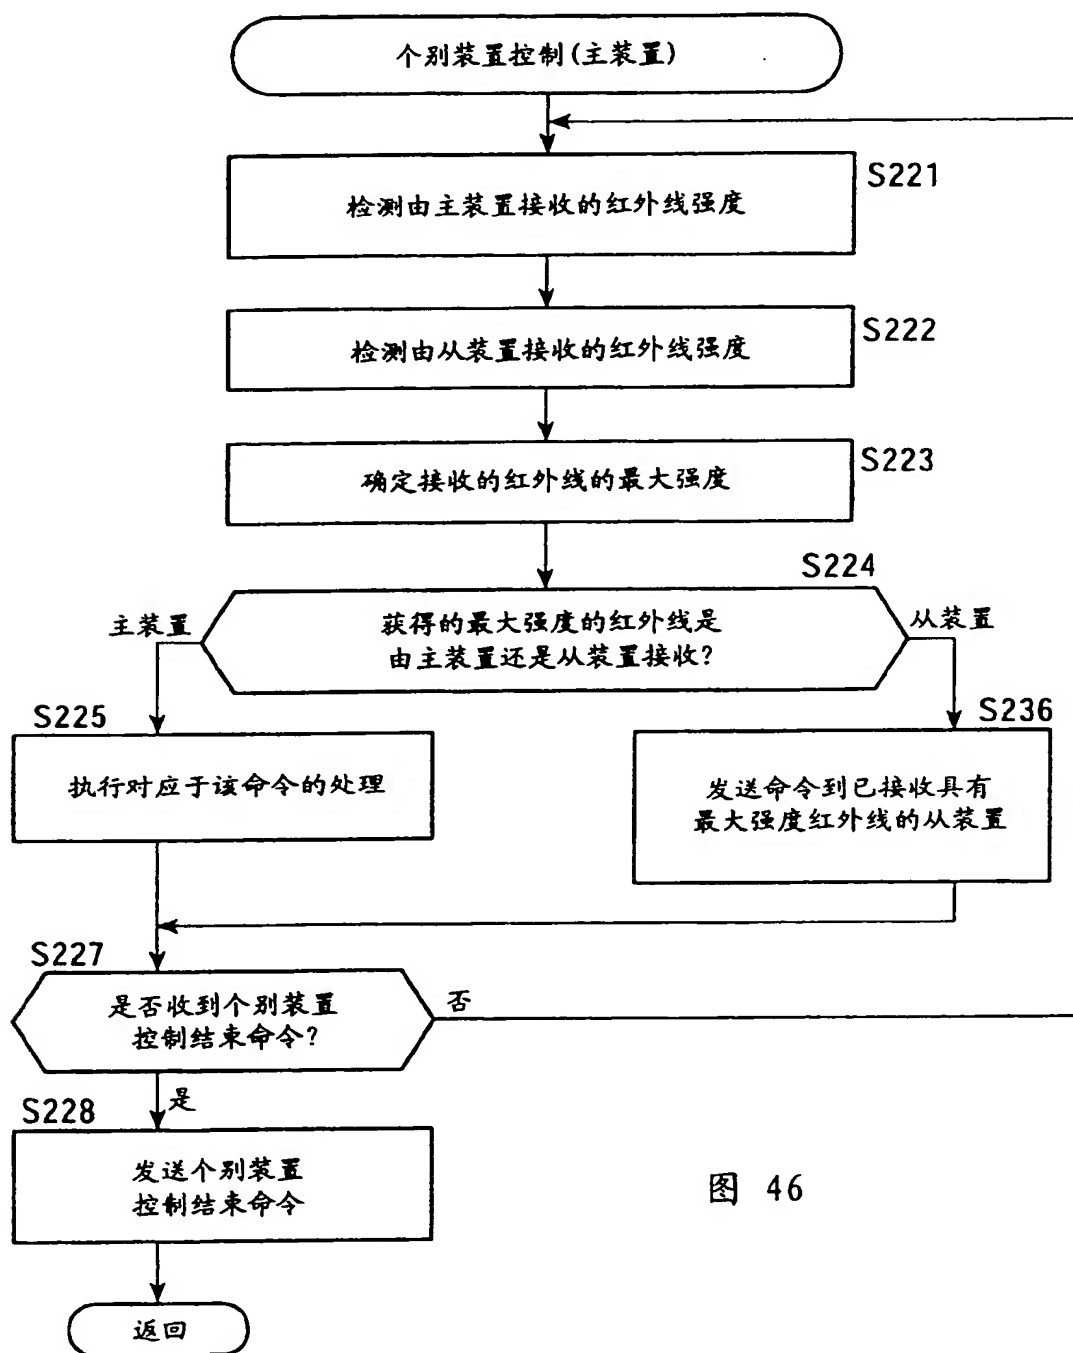 个别装置控制(主装置)
S221
检测由主装置接收的红外线强度
S222
检测由从装置接收的红外线强度
S223
确定接收的红外线的最大强度
S224
获得的最大强度的红外线是
由主装置还是从装置接收?
主装置
从装置
S225
执行对应于该命令的处理
S236
发送命令到已接收具有
最大强度红外线的从装置
S227
是否收到个别装置
控制结束命令?
否
是
S228
发送个别装置
控制结束命令
返回
图 46